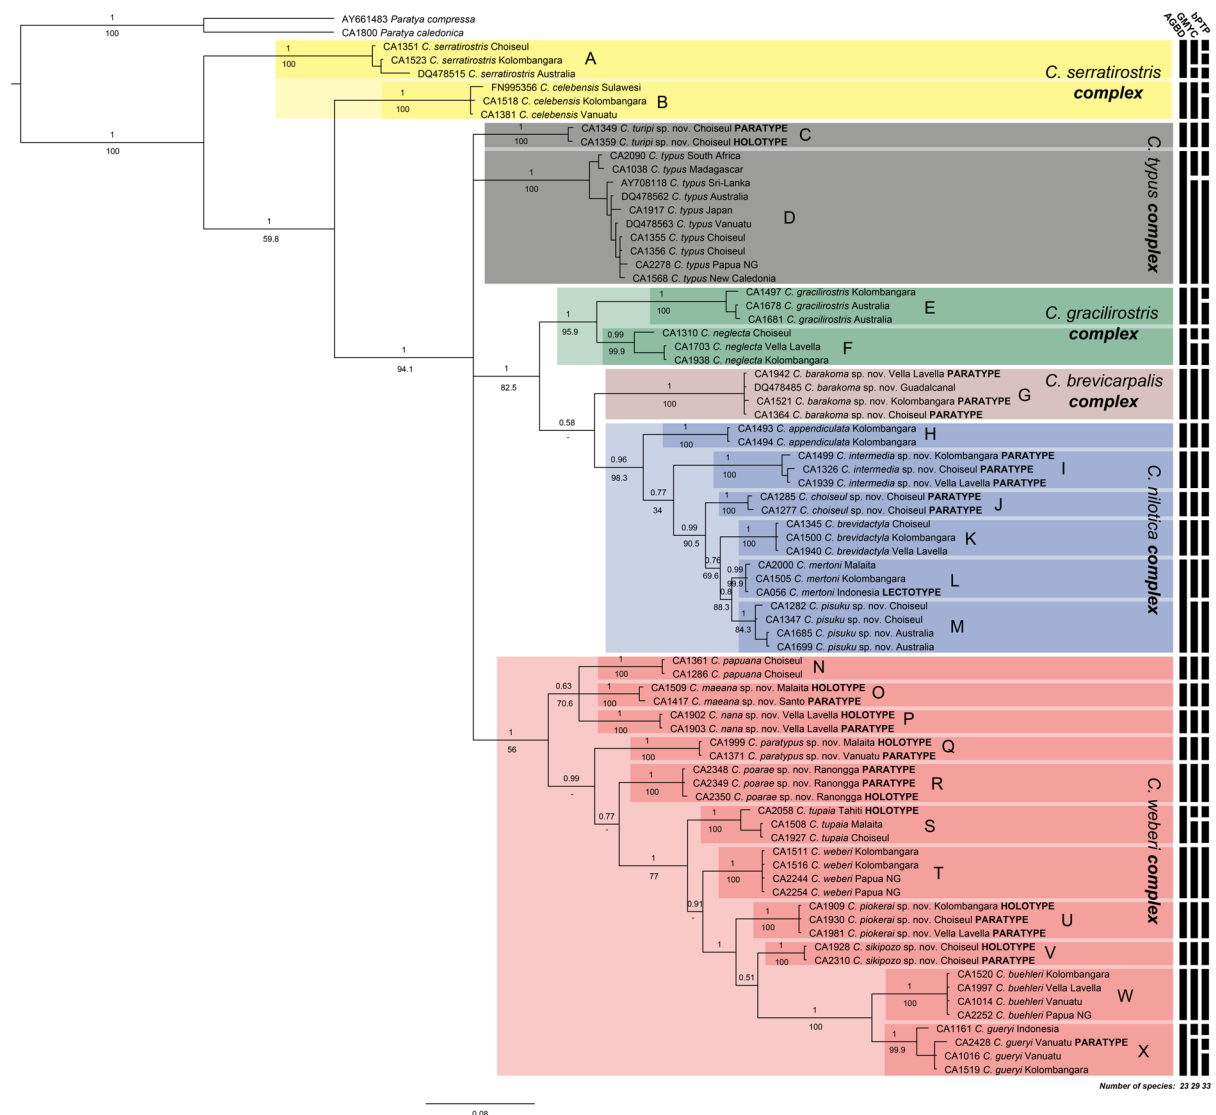 AGBD GMYC bPTP
1
100
AY661483 Paratya compressa
CA1800 Paratya caledonica
1
100
1
100
CA1351 C. serratirostris Choiseul
CA1523 C. serratirostris Kolombangara
DQ478515 C. serratirostris Australia
A
1
100
FN995356 C. celebensis Sulawesi
CA1518 C. celebensis Kolombangara
CA1381 C. celebensis Vanuatu
B
C. serratirostris
complex
1
59.8
1
100
CA1349 C. turipi sp. nov. Choiseul PARATYPE
CA1359 C. turipi sp. nov. Choiseul HOLOTYPE
C
1
100
CA2090 C. typus South Africa
CA1038 C. typus Madagascar
AY708118 C. typus Sri-Lanka
DQ478562 C. typus Australia
CA1917 C. typus Japan
DQ478563 C. typus Vanuatu
CA1355 C. typus Choiseul
CA1356 C. typus Choiseul
CA2278 C. typus Papua NG
CA1568 C. typus New Caledonia
D
C. typus complex
1
94.1
1
82.5
1
95.9
1
100
CA1497 C. gracilirostris Kolombangara
CA1678 C. gracilirostris Australia
CA1681 C. gracilirostris Australia
E
0.99
99.9
CA1310 C. neglecta Choiseul
CA1703 C. neglecta Vella Lavella
CA1938 C. neglecta Kolombangara
F
C. gracilirostris
complex
0.58
-
1
100
CA1942 C. barakoma sp. nov. Vella Lavella PARATYPE
DQ478485 C. barakoma sp. nov. Guadalcanal
CA1521 C. barakoma sp. nov. Kolombangara PARATYPE
CA1364 C. barakoma sp. nov. Choiseul PARATYPE
G
C. brevicarpalis
complex
0.96
98.3
1
100
CA1493 C. appendiculata Kolombangara
CA1494 C. appendiculata Kolombangara
H
0.77
34
1
100
CA1499 C. intermedia sp. nov. Kolombangara PARATYPE
CA1326 C. intermedia sp. nov. Choiseul PARATYPE
CA1939 C. intermedia sp. nov. Vella Lavella PARATYPE
I
0.99
90.5
1
100
CA1285 C. choiseul sp. nov. Choiseul PARATYPE
CA1277 C. choiseul sp. nov. Choiseul PARATYPE
J
0.76
69.6
1
100
CA1345 C. brevidactyla Choiseul
CA1500 C. brevidactyla Kolombangara
CA1940 C. brevidactyla Vella Lavella
K
0.8
88.3
0.99
99.9
CA2000 C. mertoni Malaita
CA1505 C. mertoni Kolombangara
CA056 C. mertoni Indonesia LECTOTYPE
L
1
84.3
CA1282 C. pisuku sp. nov. Choiseul
CA1347 C. pisuku sp. nov. Choiseul
CA1685 C. pisuku sp. nov. Australia
CA1699 C. pisuku sp. nov. Australia
M
C. nilotica complex
1
56
0.63
70.6
1
100
CA1361 C. papuana Choiseul
CA1286 C. papuana Choiseul
N
1
100
CA1509 C. maeana sp. nov. Malaita HOLOTYPE
CA1417 C. maeana sp. nov. Santo PARATYPE
O
1
100
CA1902 C. nana sp. nov. Vella Lavella HOLOTYPE
CA1903 C. nana sp. nov. Vella Lavella PARATYPE
P
0.99
-
1
100
CA1999 C. paratypus sp. nov. Malaita HOLOTYPE
CA1371 C. paratypus sp. nov. Vanuatu PARATYPE
Q
0.77
-
1
100
CA2348 C. poarae sp. nov. Ranongga PARATYPE
CA2349 C. poarae sp. nov. Ranongga PARATYPE
CA2350 C. poarae sp. nov. Ranongga HOLOTYPE
R
1
77
1
100
CA2058 C. tupaia Tahiti HOLOTYPE
CA1508 C. tupaia Malaita
CA1927 C. tupaia Choiseul
S
0.91
-
1
100
CA1511 C. weberi Kolombangara
CA1516 C. weberi Kolombangara
CA2244 C. weberi Papua NG
CA2254 C. weberi Papua NG
T
1
1
100
CA1909 C. piokerai sp. nov. Kolombangara HOLOTYPE
CA1930 C. piokerai sp. nov. Choiseul PARATYPE
CA1981 C. piokerai sp. nov. Vella Lavella PARATYPE
U
0.51
1
100
CA1928 C. sikipozo sp. nov. Choiseul HOLOTYPE
CA2310 C. sikipozo sp. nov. Choiseul PARATYPE
V
1
100
1
100
CA1520 C. buehleri Kolombangara
CA1997 C. buehleri Vella Lavella
CA1014 C. buehleri Vanuatu
CA2252 C. buehleri Papua NG
W
1
99.9
CA1161 C. gueryi Indonesia
CA2428 C. gueryi Vanuatu PARATYPE
CA1016 C. gueryi Vanuatu
CA1519 C. gueryi Kolombangara
X
C. weberi complex
Number of species: 23 29 33
0.08